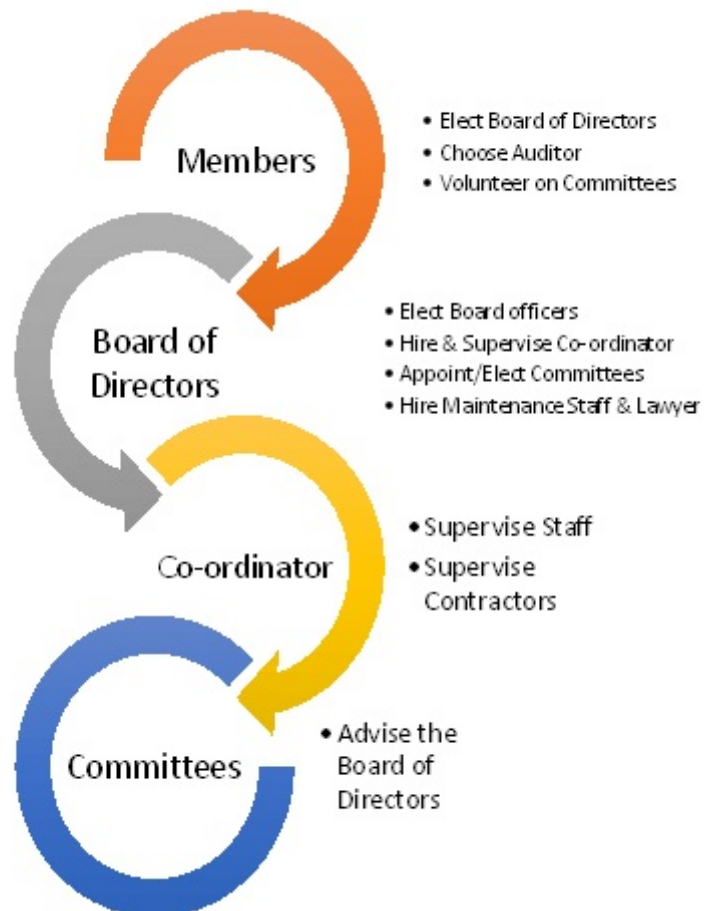 Members
• Elect Board of Directors
• Choose Auditor
• Volunteer on Committees
Board of
Directors
• Elect Board officers
• Hire & Supervise Co-ordinator
• Appoint/Elect Committees
• Hire Maintenance Staff & Lawyer
Co-ordinator
• Supervise Staff
• Supervise
Contractors
Committees
• Advise the
Board of
Directors